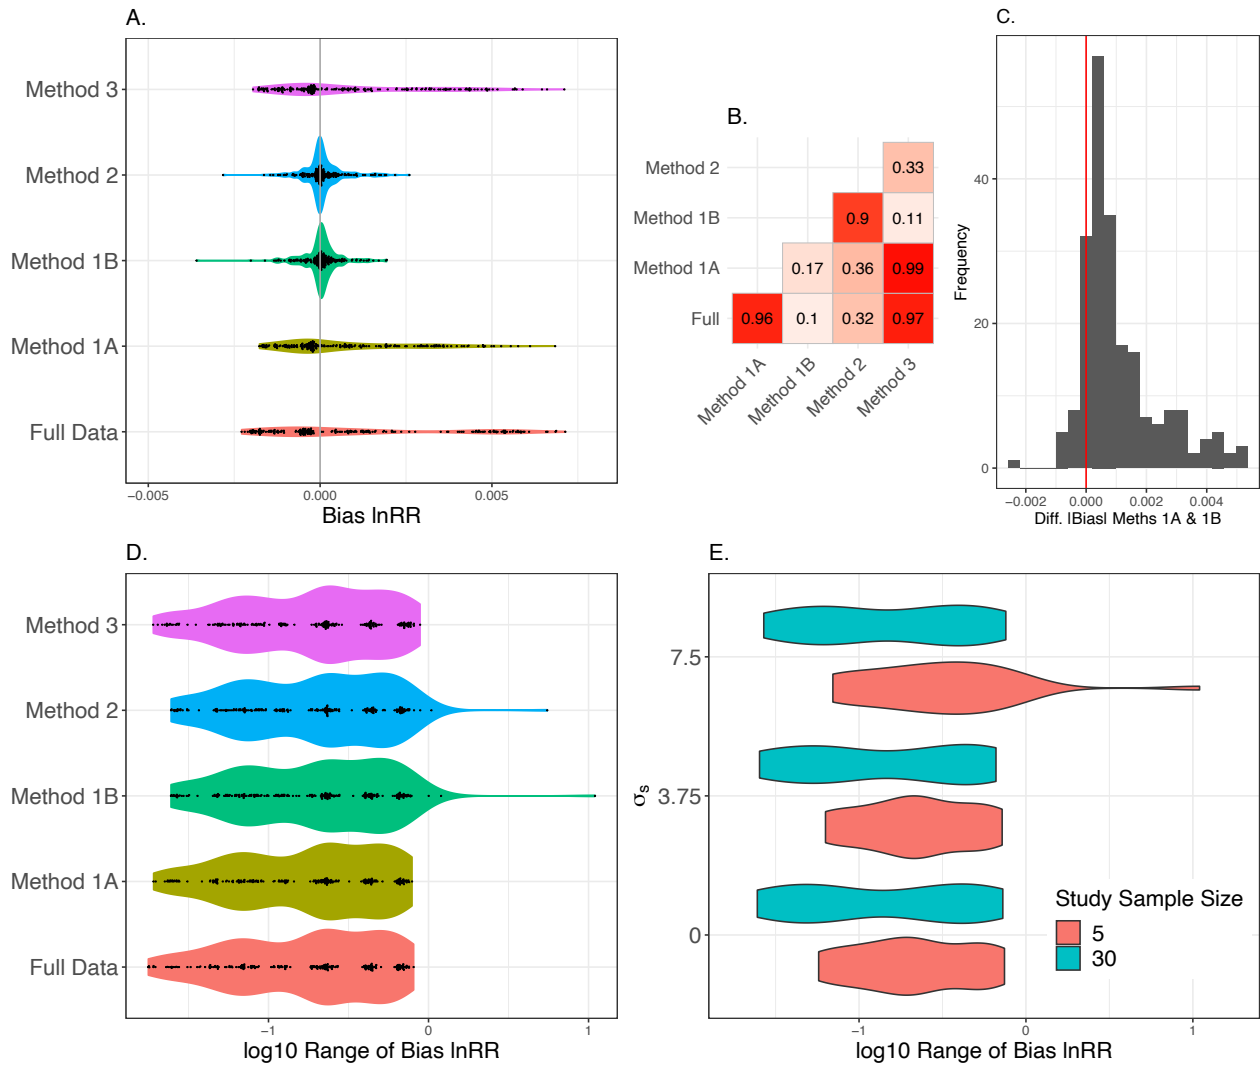 A.
Method 3
Method 2
Method 1B
Method 1A
Full Data
−0.005 0.000 0.005
Bias lnRR
B.
Method 2
Method 1B
Method 1A
Full
0.33
0.9 0.11
0.17 0.36 0.99
0.96 0.1 0.32 0.97
Method 1A
Method 1B
Method 2
Method 3
C.
Frequency
40
20
0
−0.002 0.000 0.002 0.004
Diff. |Bias| Meths 1A & 1B
D.
Method 3
Method 2
Method 1B
Method 1A
Full Data
−1 0 1
log10 Range of Bias lnRR
E.
σs
7.5
3.75
0
Study Sample Size
5
30
−1 0 1
log10 Range of Bias lnRR